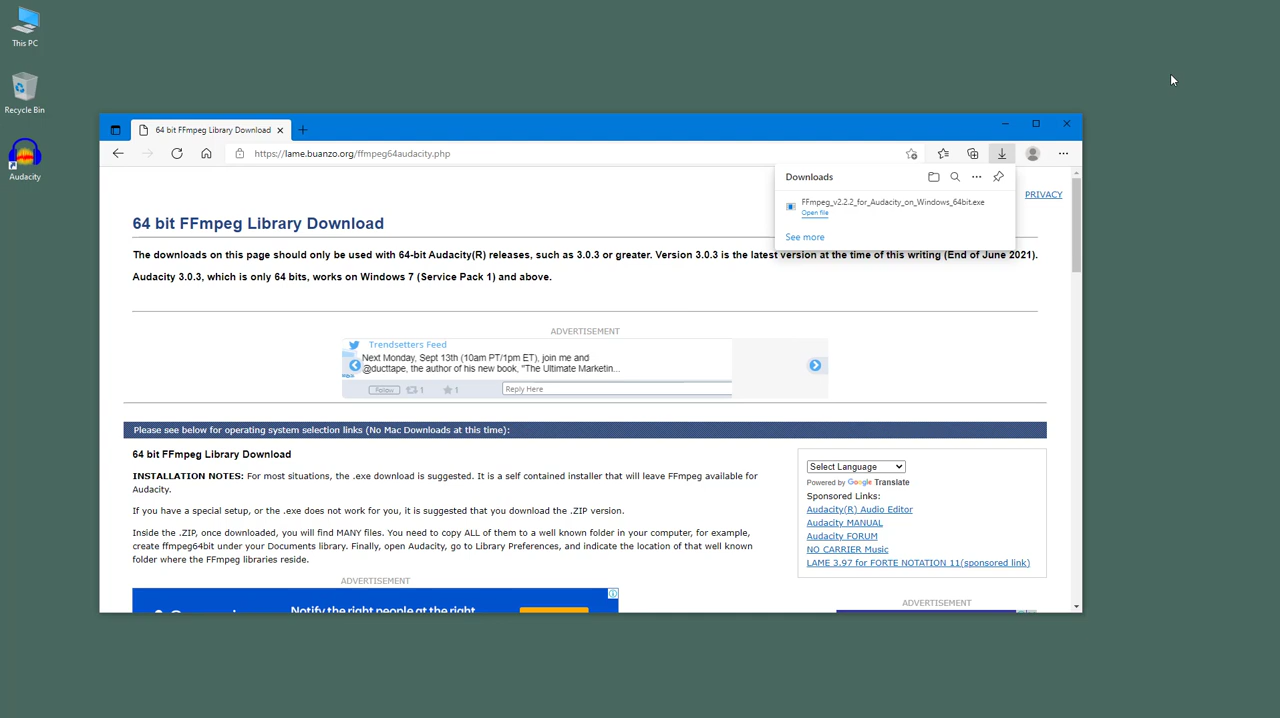 This PC
Recycle Bin
Audacity
64 bit FFmpeg Library Download
https://lame.buanzo.org/ffmpeg64audacity.php
Downloads
FFmpeg_v2.2.2_for_Audacity_on_Windows_64bit.exe
Open file
See more
PRIVACY
64 bit FFmpeg Library Download
The downloads on this page should only be used with 64-bit Audacity(R) releases, such as 3.0.3 or greater. Version 3.0.3 is the latest version at the time of this writing (End of June 2021).
Audacity 3.0.3, which is only 64 bits, works on Windows 7 (Service Pack 1) and above.
ADVERTISEMENT
Trendsetters Feed
Next Monday, Sept 13th (10am PT/1pm ET), join me and
@ducttape, the author of his new book, "The Ultimate Marketin...
Follow 1 1 Reply Here
Please see below for operating system selection links (No Mac Downloads at this time):
64 bit FFmpeg Library Download
INSTALLATION NOTES: For most situations, the .exe download is suggested. It is a self contained installer that will leave FFmpeg available for
Audacity.
If you have a special setup, or the .exe does not work for you, it is suggested that you download the .ZIP version.
Inside the .ZIP, once downloaded, you will find MANY files. You need to copy ALL of them to a well known folder in your computer, for example,
create ffmpeg64bit under your Documents library. Finally, open Audacity, go to Library Preferences, and indicate the location of that well known
folder where the FFmpeg libraries reside.
ADVERTISEMENT
Notify the right people at the right
Select Language
Powered by Google Translate
Sponsored Links:
Audacity(R) Audio Editor
Audacity MANUAL
Audacity FORUM
NO CARRIER Music
LAME 3.97 for FORTE NOTATION 11(sponsored link)
ADVERTISEMENT